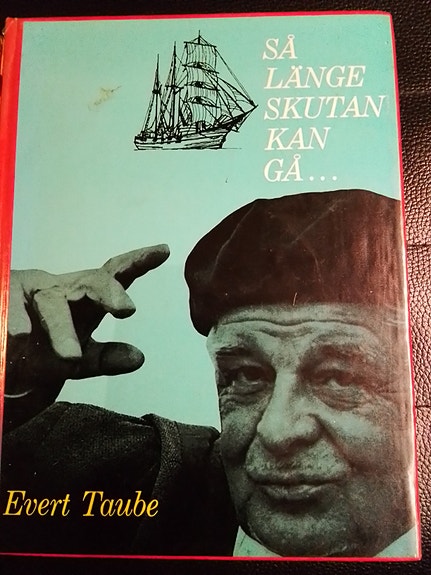 SÅ
LÄNGE
SKUTAN
KAN
GÅ...
Evert Taube